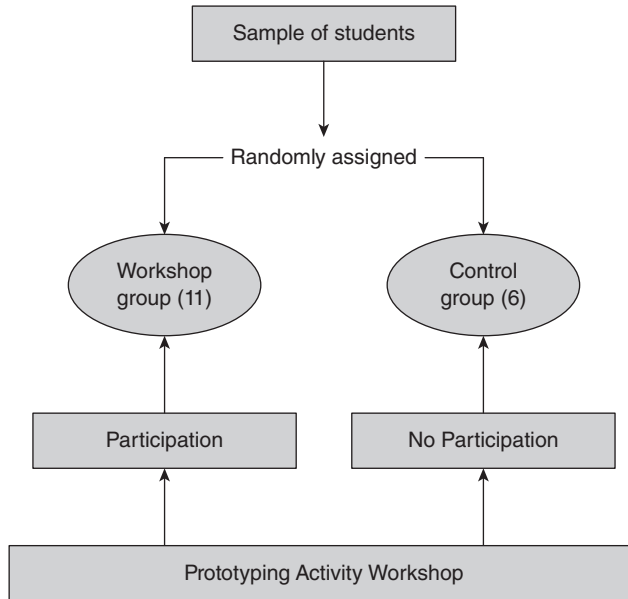 Sample of students
Randomly assigned
Workshop
group (11)
Control
group (6)
Participation
No Participation
Prototyping Activity Workshop